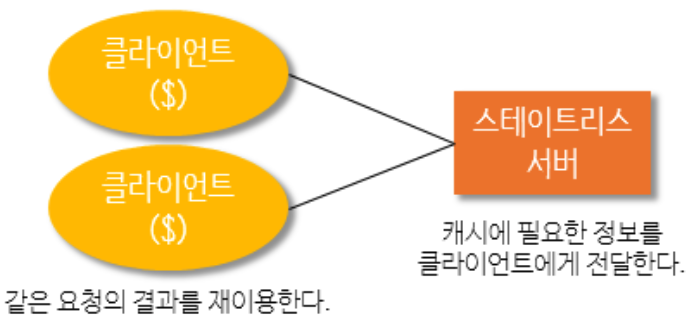 클라이언트
($)
클라이언트
($)
스테이트리스
서버
캐시에 필요한 정보를
클라이언트에게 전달한다.
같은 요청의 결과를 재이용한다.